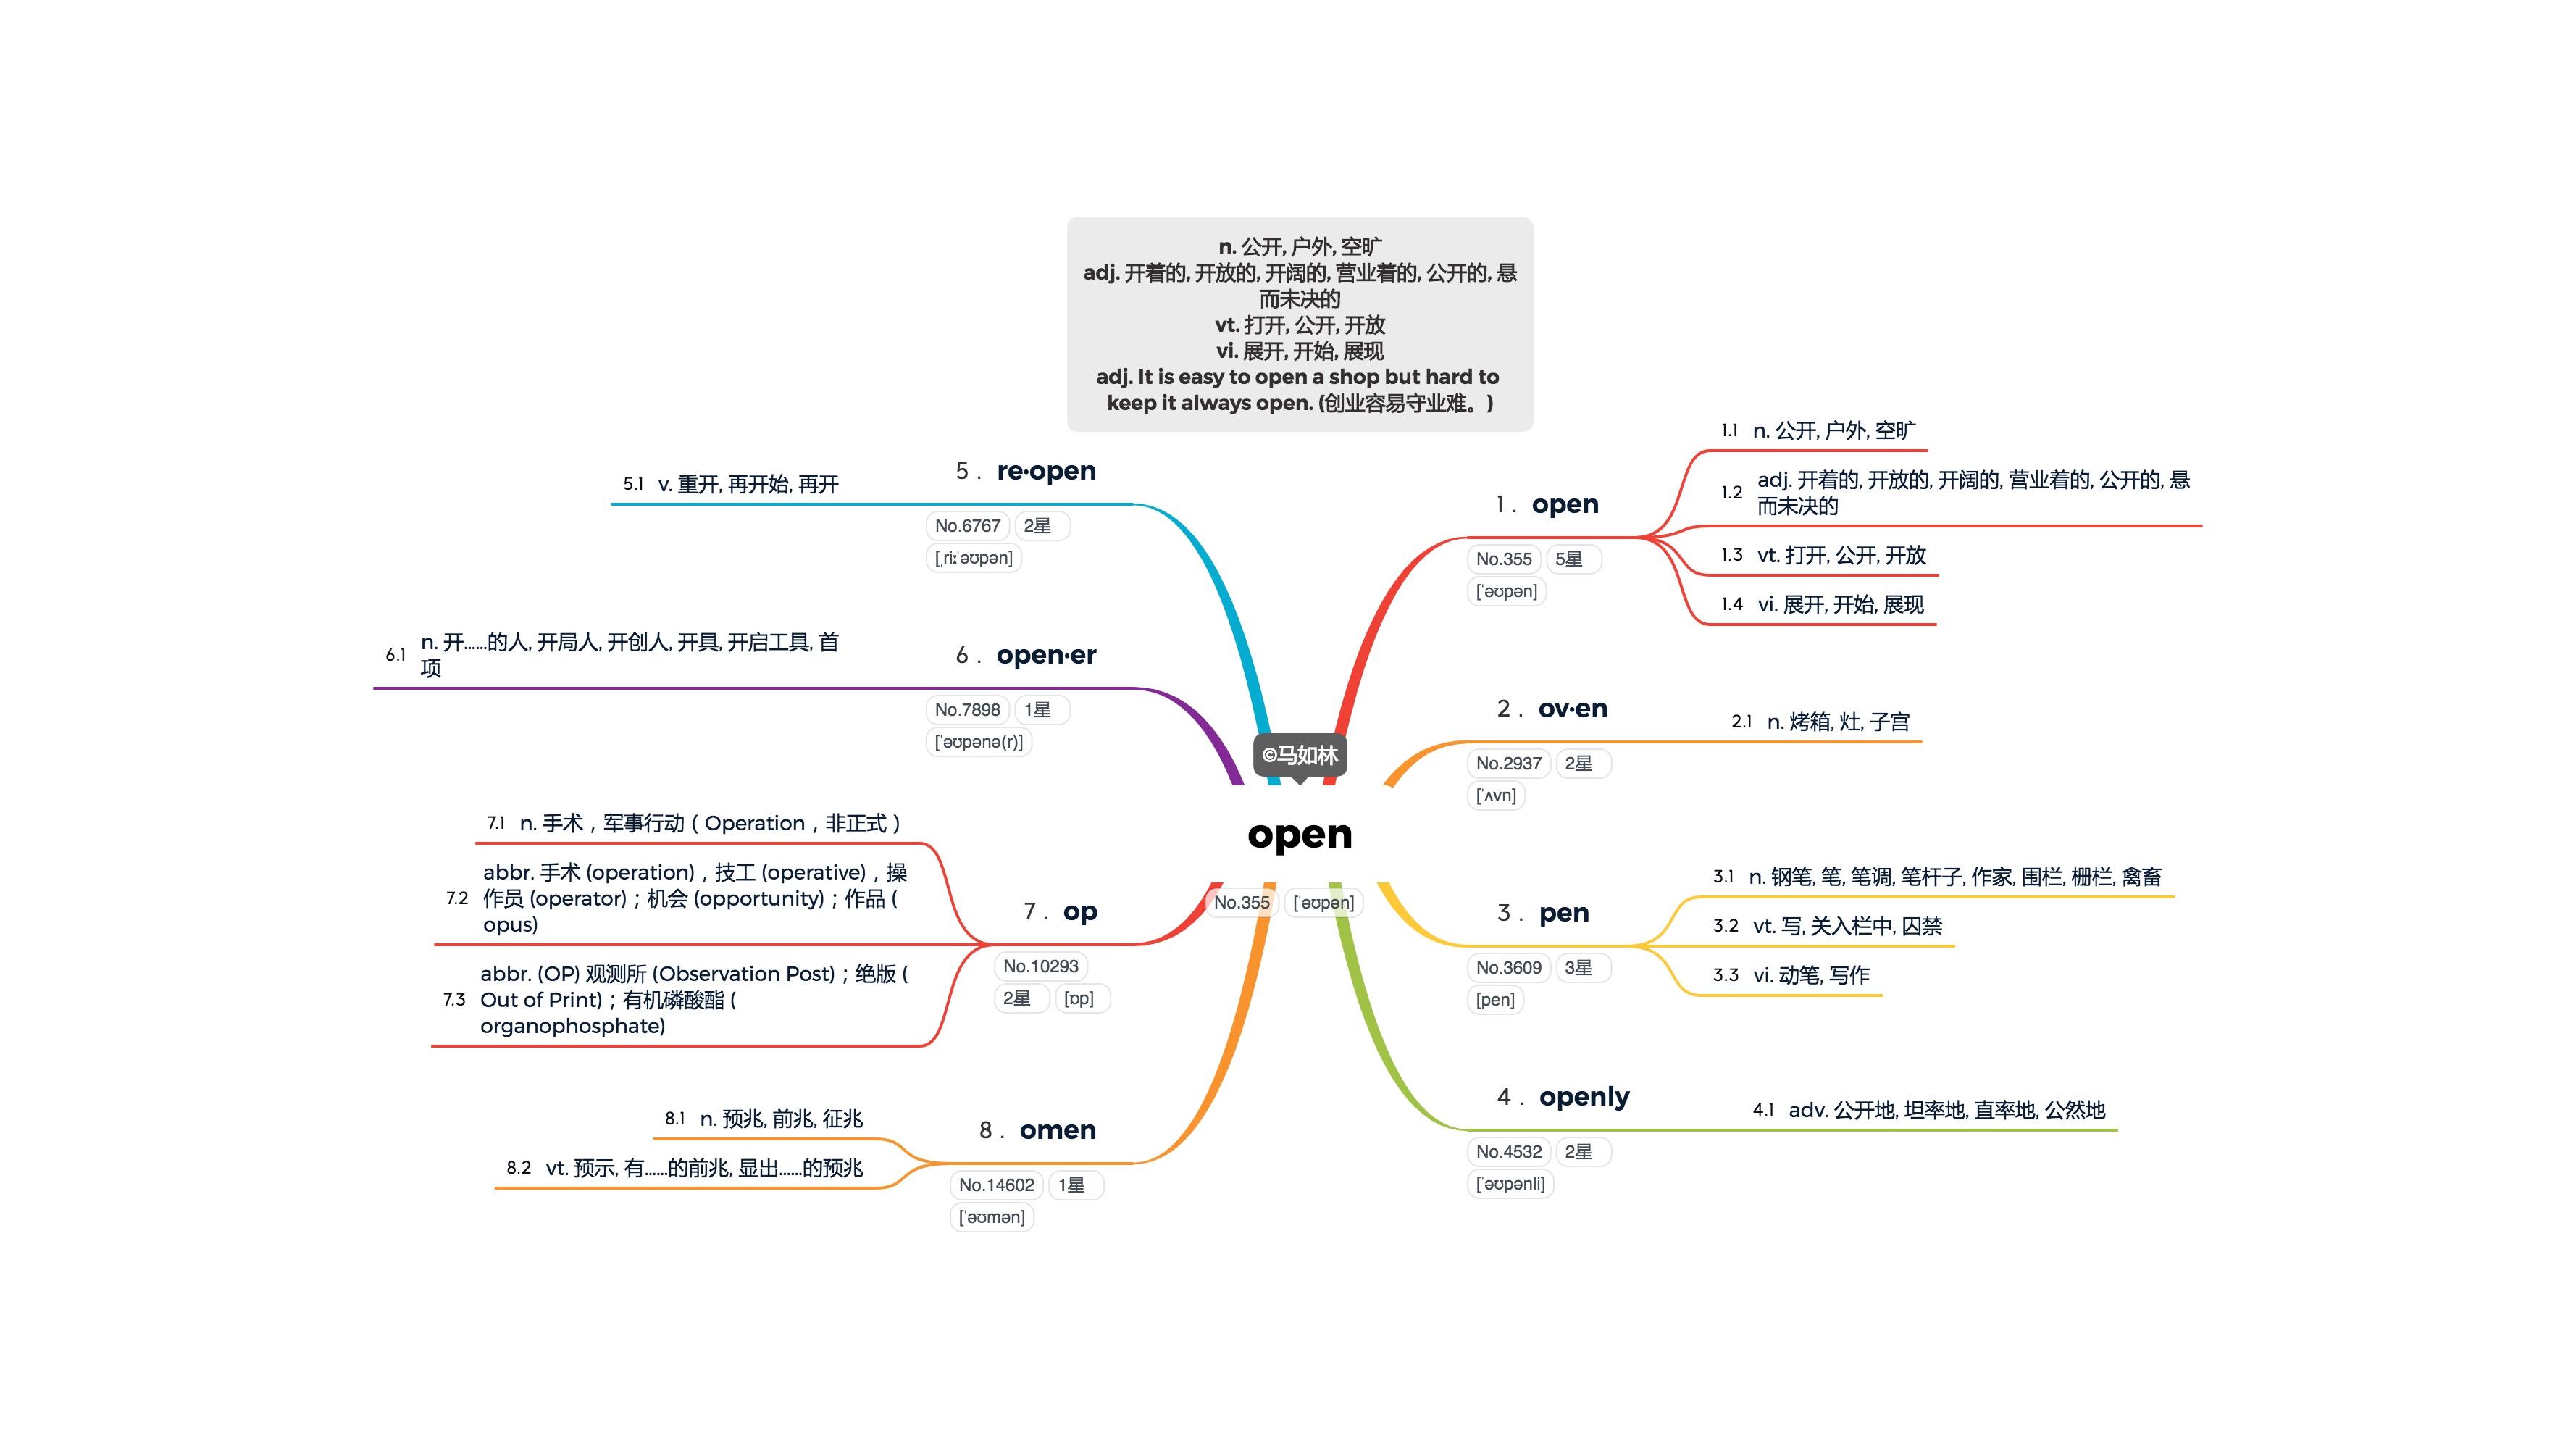 n. 公开, 户外, 空旷
adj. 开着的, 开放的, 开阔的, 营业着的, 公开的, 悬
而未决的
vt. 打开, 公开, 开放
vi. 展开, 开始, 展现
adj. It is easy to open a shop but hard to
keep it always open. (创业容易守业难。)
©马如林
open
No.355 [ˈəʊpən]
1 . open
No.355 5星
[ˈəʊpən]
1.1 n. 公开, 户外, 空旷
1.2 adj. 开着的, 开放的, 开阔的, 营业着的, 公开的, 悬
而未决的
1.3 vt. 打开, 公开, 开放
1.4 vi. 展开, 开始, 展现
2 . ov·en
No.2937 2星
[ˈʌvn]
2.1 n. 烤箱, 灶, 子宫
3 . pen
No.3609 3星
[pen]
3.1 n. 钢笔, 笔, 笔调, 笔杆子, 作家, 围栏, 栅栏, 禽畜
3.2 vt. 写, 关入栏中, 囚禁
3.3 vi. 动笔, 写作
4 . openly
No.4532 2星
[ˈəʊpənli]
4.1 adv. 公开地, 坦率地, 直率地, 公然地
5 . re·open
No.6767 2星
[ˌriːˈəʊpən]
5.1 v. 重开, 再开始, 再开
6 . open·er
No.7898 1星
[ˈəʊpənə(r)]
6.1 n. 开……的人, 开局人, 开创人, 开具, 开启工具, 首
项
7 . op
No.10293
2星 [ɒp]
7.1 n. 手术，军事行动（Operation，非正式）
7.2 abbr. 手术 (operation)，技工 (operative)，操
作员 (operator)；机会 (opportunity)；作品 (
opus)
7.3 abbr. (OP) 观测所 (Observation Post)；绝版 (
Out of Print)；有机磷酸酯 (
organophosphate)
8 . omen
No.14602 1星
[ˈəʊmən]
8.1 n. 预兆, 前兆, 征兆
8.2 vt. 预示, 有……的前兆, 显出……的预兆